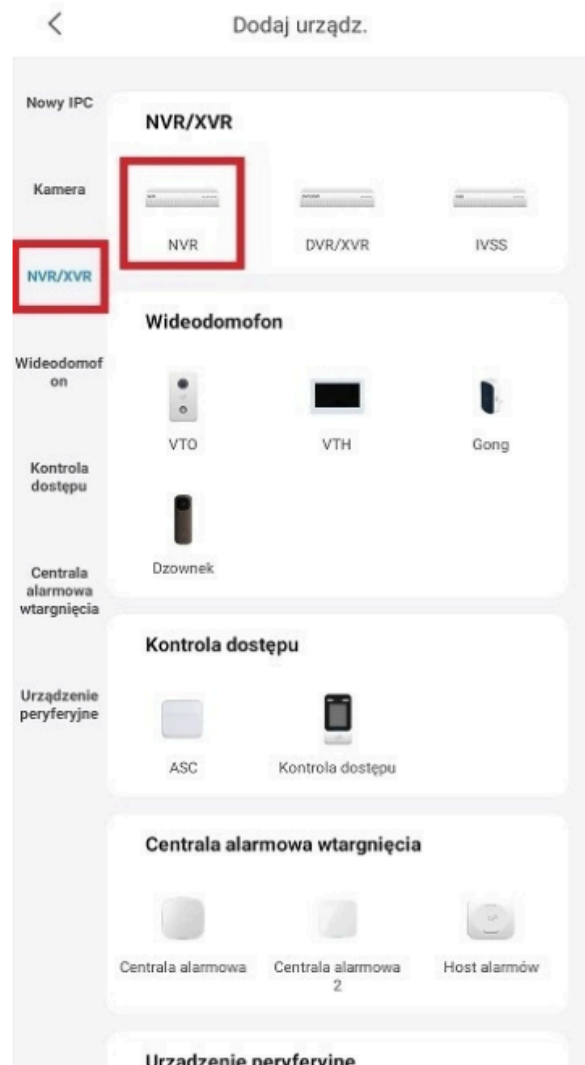 Dodaj urządz.
Nowy IPC
Kamera
NVR/XVR
Wideodomof
on
Kontrola
dostępu
Centrala
alarmowa
wtargnięcia
Urządzenie
peryferyjne
NVR/XVR
NVR
DVR/XVR
IVSS
Wideodomofon
VTO
VTH
Gong
Dzownek
Kontrola dostępu
ASC
Kontrola dostępu
Centrala alarmowa wtargnięcia
Centrala alarmowa
Centrala alarmowa
2
Host alarmów
Urządzenie peryferyjne